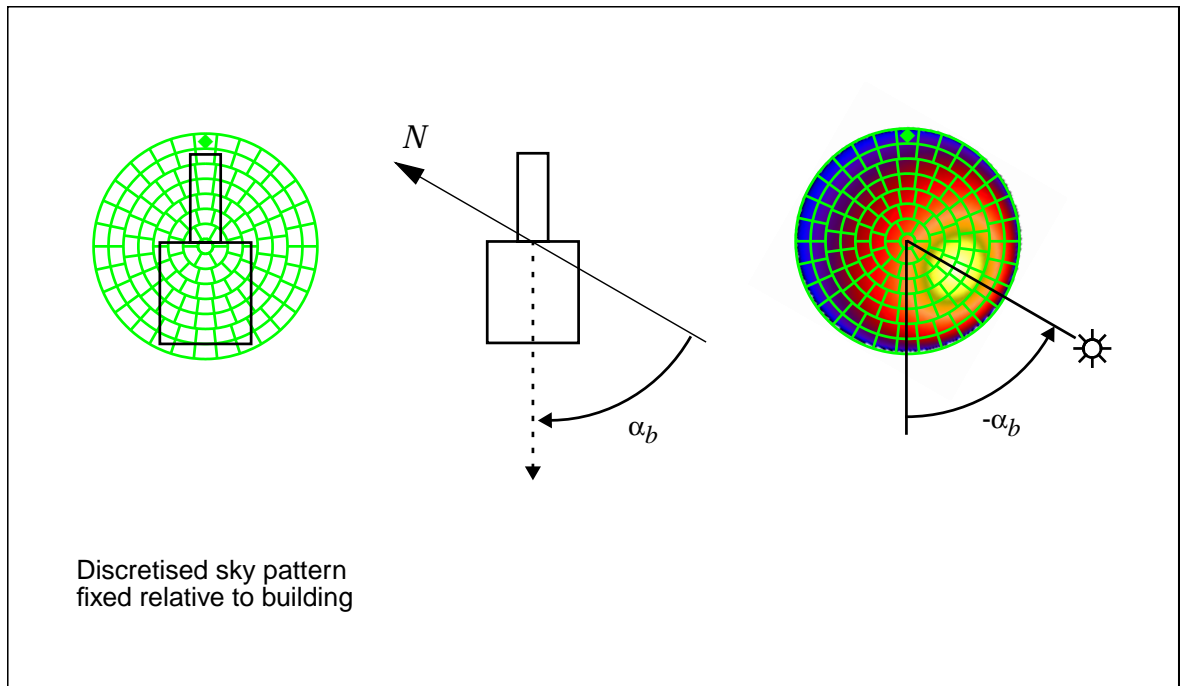 N
α_b
-α_b
Discretised sky pattern
fixed relative to building